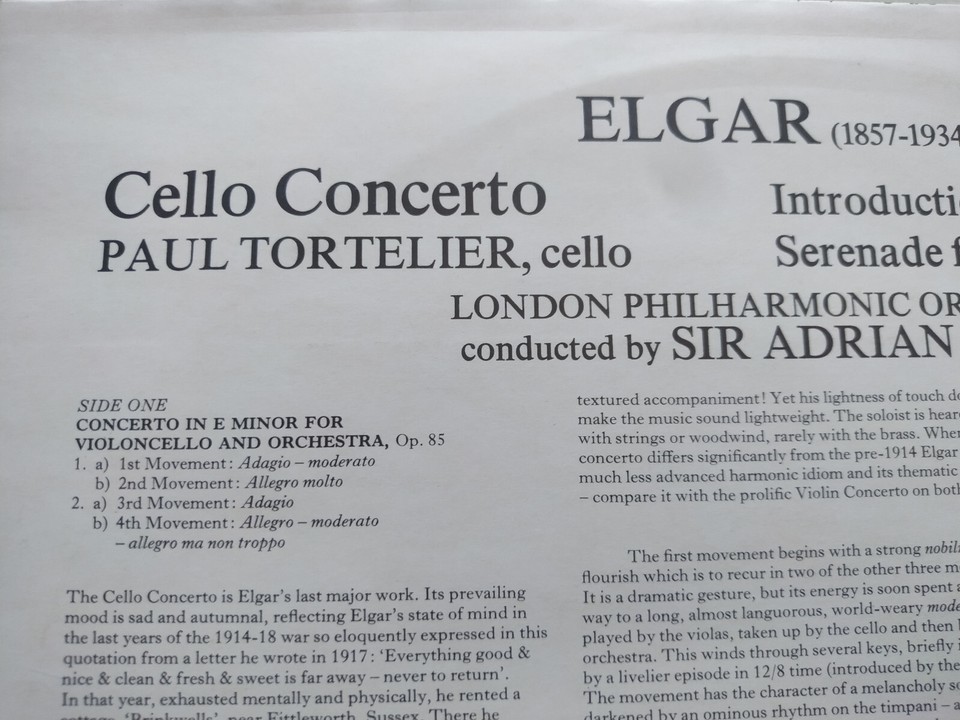 ELGAR (1857-1934
Cello Concerto
PAUL TORTELIER, cello
Introducti
Serenade f
LONDON PHILHARMONIC OR
conducted by SIR ADRIAN
SIDE ONE
CONCERTO IN E MINOR FOR
VIOLONCELLO AND ORCHESTRA, Op. 85
1. a) 1st Movement: Adagio – moderato
b) 2nd Movement: Allegro molto
2. a) 3rd Movement: Adagio
b) 4th Movement: Allegro – moderato
– allegro ma non troppo
The Cello Concerto is Elgar's last major work. Its prevailing
mood is sad and autumnal, reflecting Elgar's state of mind in
the last years of the 1914-18 war so eloquently expressed in this
quotation from a letter he wrote in 1917: 'Everything good &
nice & clean & fresh & sweet is far away – never to return'.
In that year, exhausted mentally and physically, he rented a
cottage, 'Brinkwells', near Fittleworth, Sussex. There he
textured accompaniment! Yet his lightness of touch do
make the music sound lightweight. The soloist is hear
with strings or woodwind, rarely with the brass. When
concerto differs significantly from the pre-1914 Elgar
much less advanced harmonic idiom and its thematic
– compare it with the prolific Violin Concerto on both
The first movement begins with a strong nobil
flourish which is to recur in two of the other three m
It is a dramatic gesture, but its energy is soon spent a
way to a long, almost languorous, world-weary mode
played by the violas, taken up by the cello and then
orchestra. This winds through several keys, briefly i
by a livelier episode in 12/8 time (introduced by the
The movement has the character of a melancholy so
darkened by an ominous rhythm on the timpani – a